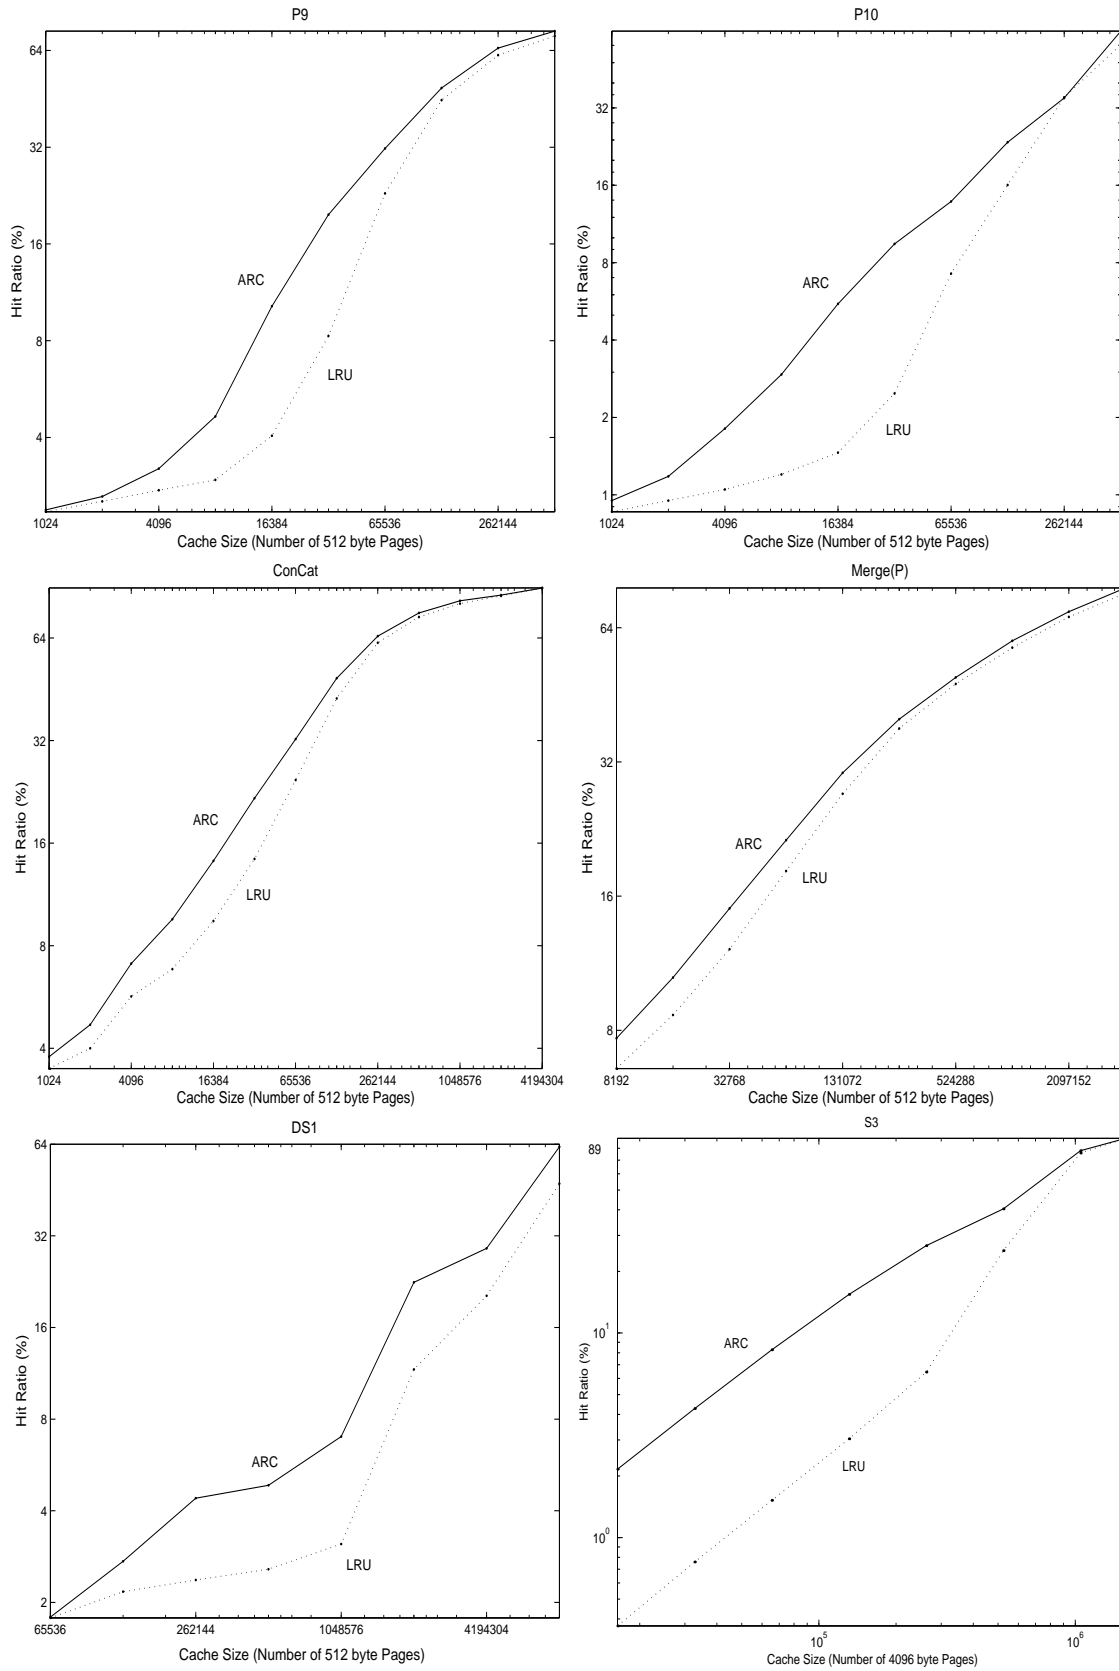 P9
64
32
16
8
4
Hit Ratio (%)
ARC
LRU
1024
4096
16384
65536
262144
Cache Size (Number of 512 byte Pages)
P10
32
16
8
4
2
1
Hit Ratio (%)
ARC
LRU
1024
4096
16384
65536
262144
Cache Size (Number of 512 byte Pages)
ConCat
64
32
16
8
4
Hit Ratio (%)
ARC
LRU
1024
4096
16384
65536
262144
1048576
4194304
Cache Size (Number of 512 byte Pages)
Merge(P)
64
32
16
8
Hit Ratio (%)
ARC
LRU
8192
32768
131072
524288
2097152
Cache Size (Number of 512 byte Pages)
DS1
64
32
16
8
4
2
Hit Ratio (%)
ARC
LRU
65536
262144
1048576
4194304
Cache Size (Number of 512 byte Pages)
S3
89
10^1
10^0
Hit Ratio (%)
ARC
LRU
10^5
10^6
Cache Size (Number of 4096 byte Pages)